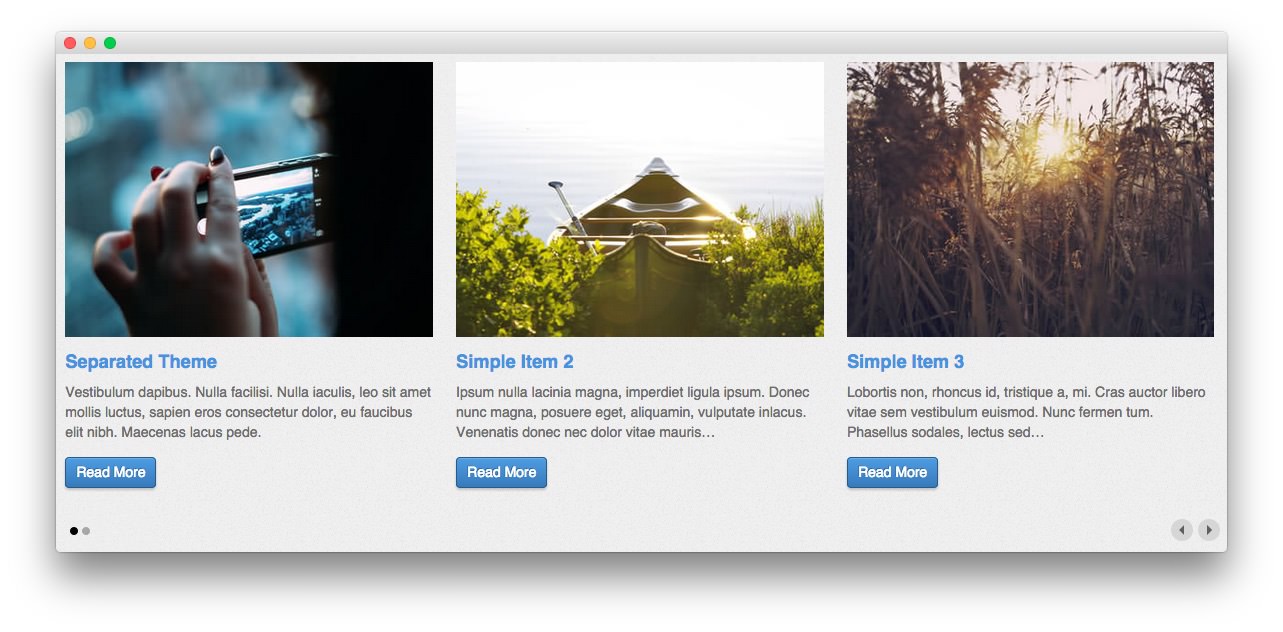 Separated Theme
Vestibulum dapibus. Nulla facilisi. Nulla iaculis, leo sit amet
mollis luctus, sapien eros consectetur dolor, eu faucibus
elit nibh. Maecenas lacus pede.
Read More
Simple Item 2
Ipsum nulla lacinia magna, imperdiet ligula ipsum. Donec
nunc magna, posuere eget, aliquamin, vulputate inlacus.
Venenatis donec nec dolor vitae mauris…
Read More
Simple Item 3
Lobortis non, rhoncus id, tristique a, mi. Cras auctor libero
vitae sem vestibulum euismod. Nunc fermen tum.
Phasellus sodales, lectus sed…
Read More